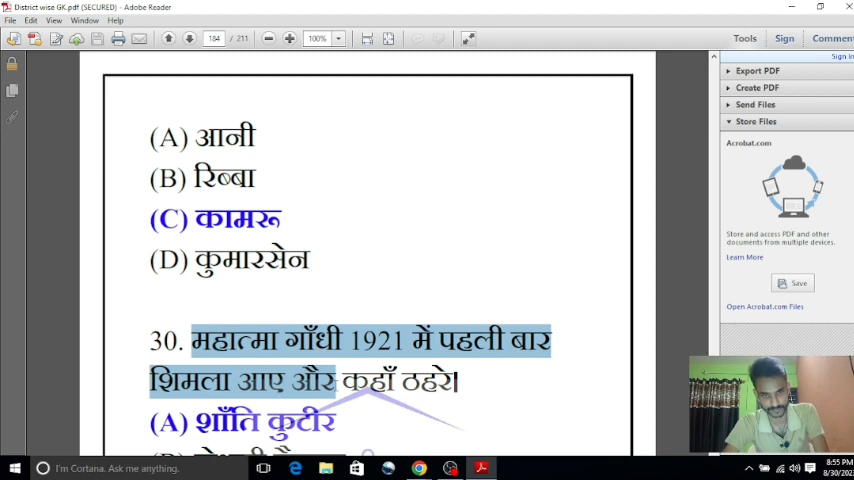 District wise GK.pdf (SECURED) - Adobe Reader
File Edit View Window Help
184 / 211 100% Tools Sign Comment
Sign In
Export PDF
Create PDF
Send Files
Store Files
Acrobat.com
Store and access PDF and other
documents from multiple devices.
Learn More
Save
Open Acrobat.com Files
(A) आनी
(B) रिब्बा
(C) कामरू
(D) कुमारसेन
30. महात्मा गाँधी 1921 में पहली बार
शिमला आए और कहाँ ठहरे|
(A) शाँति कुटीर
I'm Cortana. Ask me anything.
8:55 PM